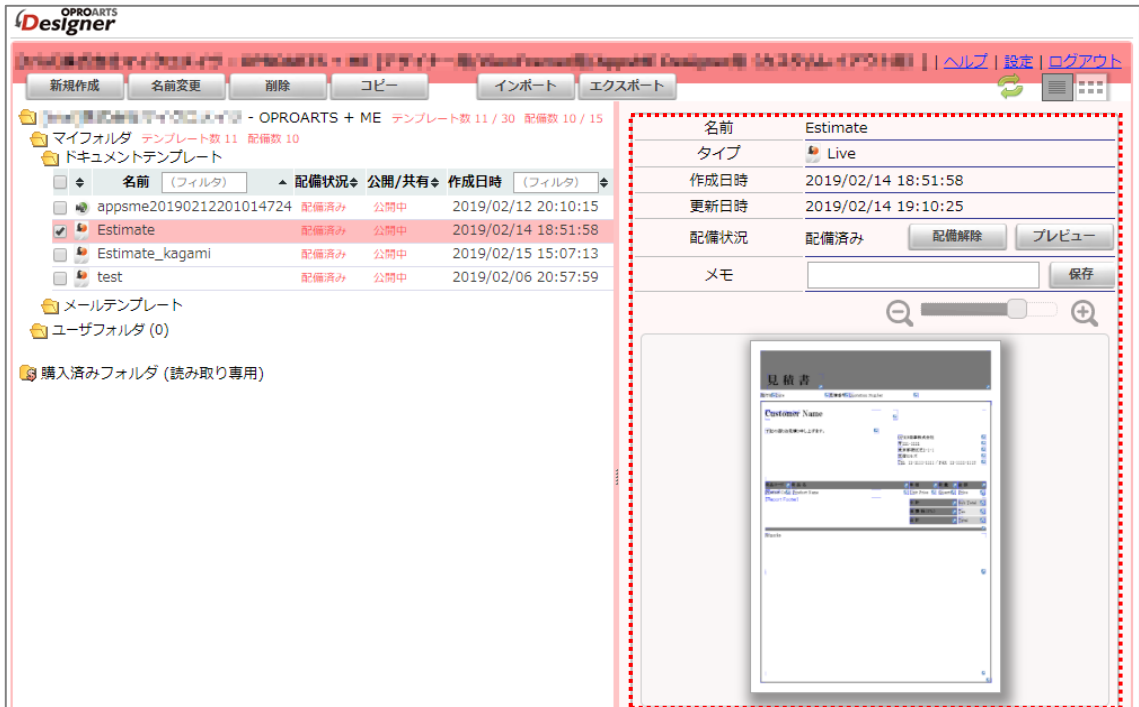 OPROARTS
Designer
| ヘルプ | 設定 | ログアウト
新規作成 名前変更 削除 コピー インポート エクスポート
- OPROARTS + ME テンプレート数 11 / 30 配備数 10 / 15
マイフォルダ テンプレート数 11 配備数 10
ドキュメントテンプレート
名前 (フィルタ) 配備状況 公開/共有 作成日時 (フィルタ)
appsme20190212201014724 配備済み 公開中 2019/02/12 20:10:15
Estimate 配備済み 公開中 2019/02/14 18:51:58
Estimate_kagami 配備済み 公開中 2019/02/15 15:07:13
test 配備済み 公開中 2019/02/06 20:57:59
メールテンプレート
ユーザフォルダ (0)
購入済みフォルダ (読み取り専用)
名前 Estimate
タイプ Live
作成日時 2019/02/14 18:51:58
更新日時 2019/02/14 19:10:25
配備状況 配備済み 配備解除 プレビュー
メモ 保存
見積書
Customer Name